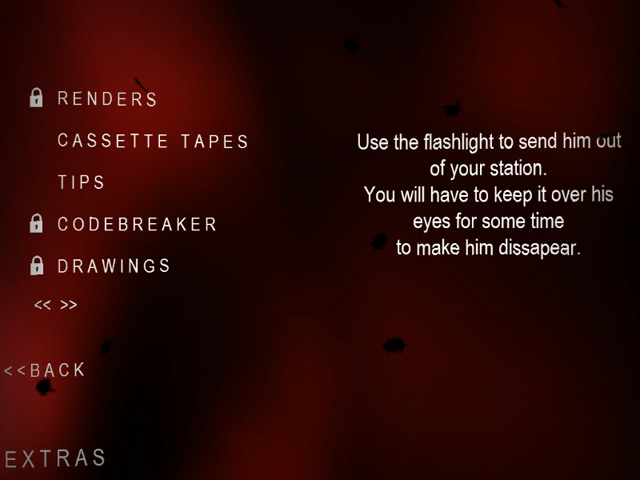 RENDERS
CASSETTE TAPES
TIPS
CODEBREAKER
DRAWINGS
<< >>
<<BACK
EXTRAS
Use the flashlight to send him out
of your station.
You will have to keep it over his
eyes for some time
to make him dissapear.